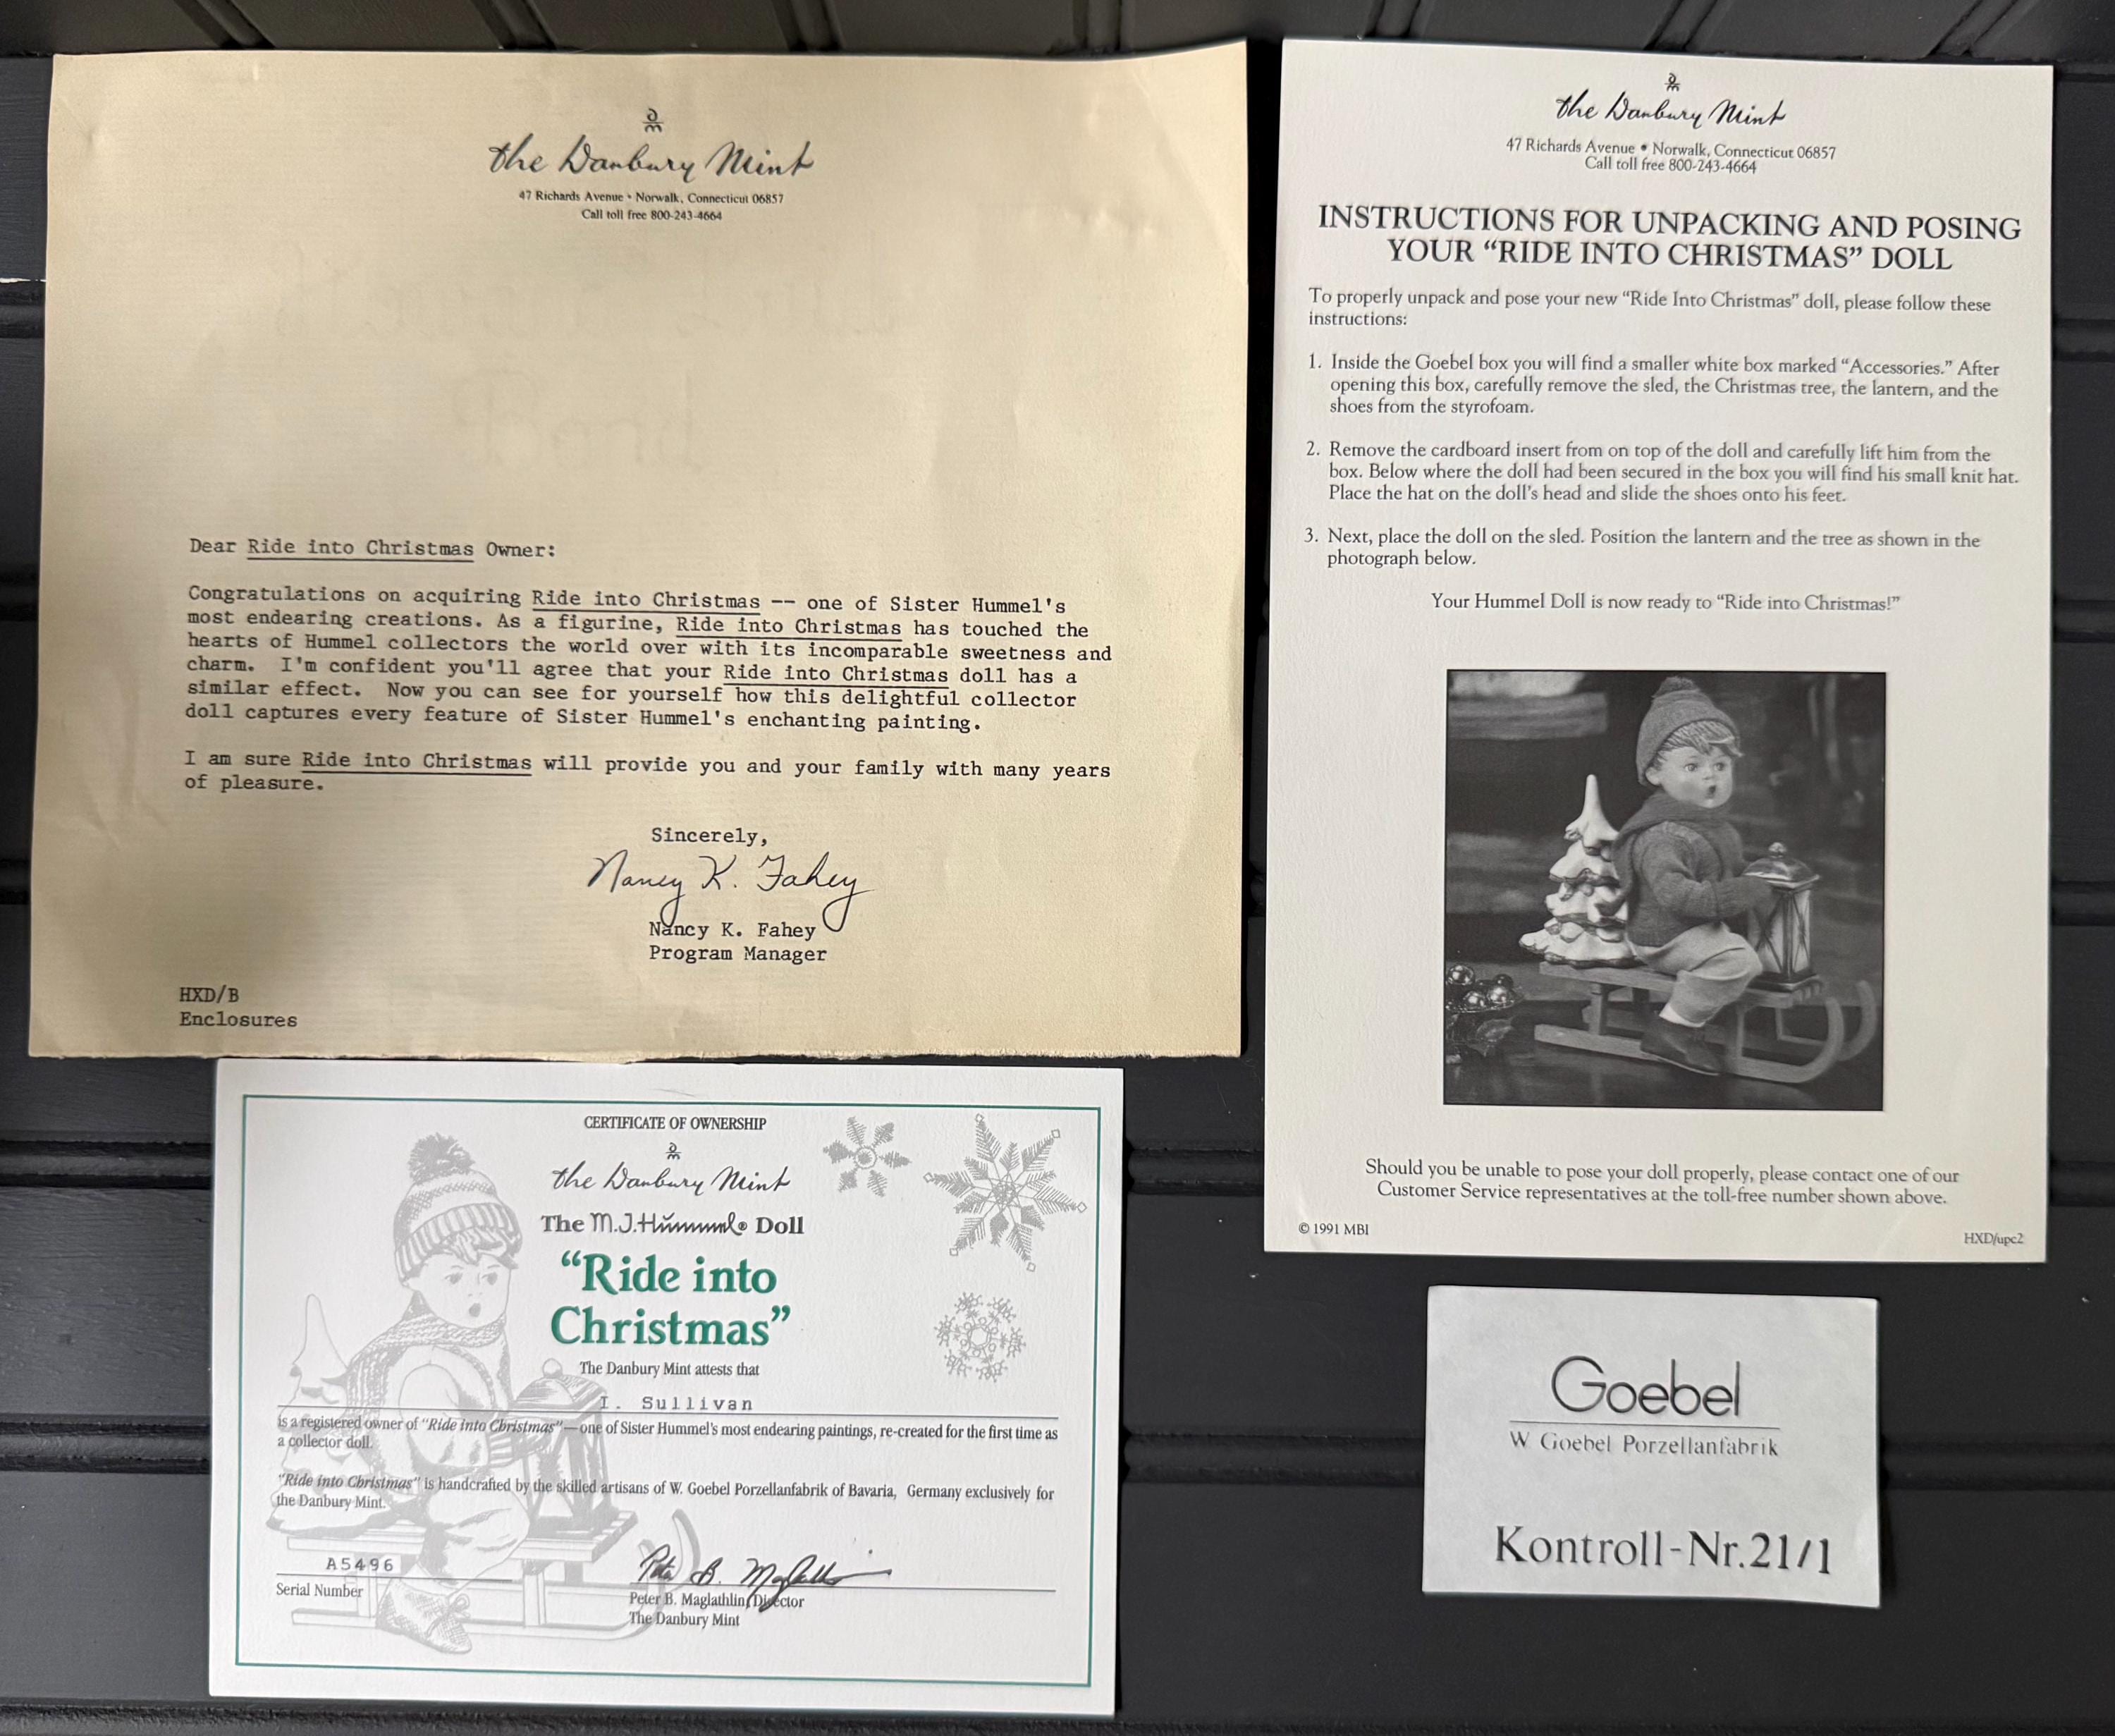 the Danbury Mint
47 Richards Avenue • Norwalk, Connecticut 06857
Call toll free 800-243-4664
Dear Ride into Christmas Owner:
Congratulations on acquiring Ride into Christmas -- one of Sister Hummel's
most endearing creations. As a figurine, Ride into Christmas has touched the
hearts of Hummel collectors the world over with its incomparable sweetness and
charm. I'm confident you'll agree that your Ride into Christmas doll has a
similar effect. Now you can see for yourself how this delightful collector
doll captures every feature of Sister Hummel's enchanting painting.
I am sure Ride into Christmas will provide you and your family with many years
of pleasure.
Sincerely,
Nancy K. Fahey
Nancy K. Fahey
Program Manager
HXD/B
Enclosures
the Danbury Mint
47 Richards Avenue • Norwalk, Connecticut 06857
Call toll free 800-243-4664
INSTRUCTIONS FOR UNPACKING AND POSING
YOUR “RIDE INTO CHRISTMAS” DOLL
To properly unpack and pose your new “Ride Into Christmas” doll, please follow these
instructions:
1. Inside the Goebel box you will find a smaller white box marked “Accessories.” After
opening this box, carefully remove the sled, the Christmas tree, the lantern, and the
shoes from the styrofoam.
2. Remove the cardboard insert from on top of the doll and carefully lift him from the
box. Below where the doll had been secured in the box you will find his small knit hat.
Place the hat on the doll's head and slide the shoes onto his feet.
3. Next, place the doll on the sled. Position the lantern and the tree as shown in the
photograph below.
Your Hummel Doll is now ready to “Ride into Christmas!”
Should you be unable to pose your doll properly, please contact one of our
Customer Service representatives at the toll-free number shown above.
© 1991 MBI
HXD/upc2
CERTIFICATE OF OWNERSHIP
the Danbury Mint
The M.J.Hummel® Doll
“Ride into
Christmas”
The Danbury Mint attests that
I. Sullivan
is a registered owner of “Ride into Christmas”—one of Sister Hummel's most endearing paintings, re-created for the first time as
a collector doll.
“Ride into Christmas” is handcrafted by the skilled artisans of W. Goebel Porzellanfabrik of Bavaria, Germany exclusively for
the Danbury Mint.
A5496
Serial Number
Peter B. Maglathlin
Peter B. Maglathlin, Director
The Danbury Mint
Goebel
W Goebel Porzellanfabrik
Kontroll-Nr.21/1